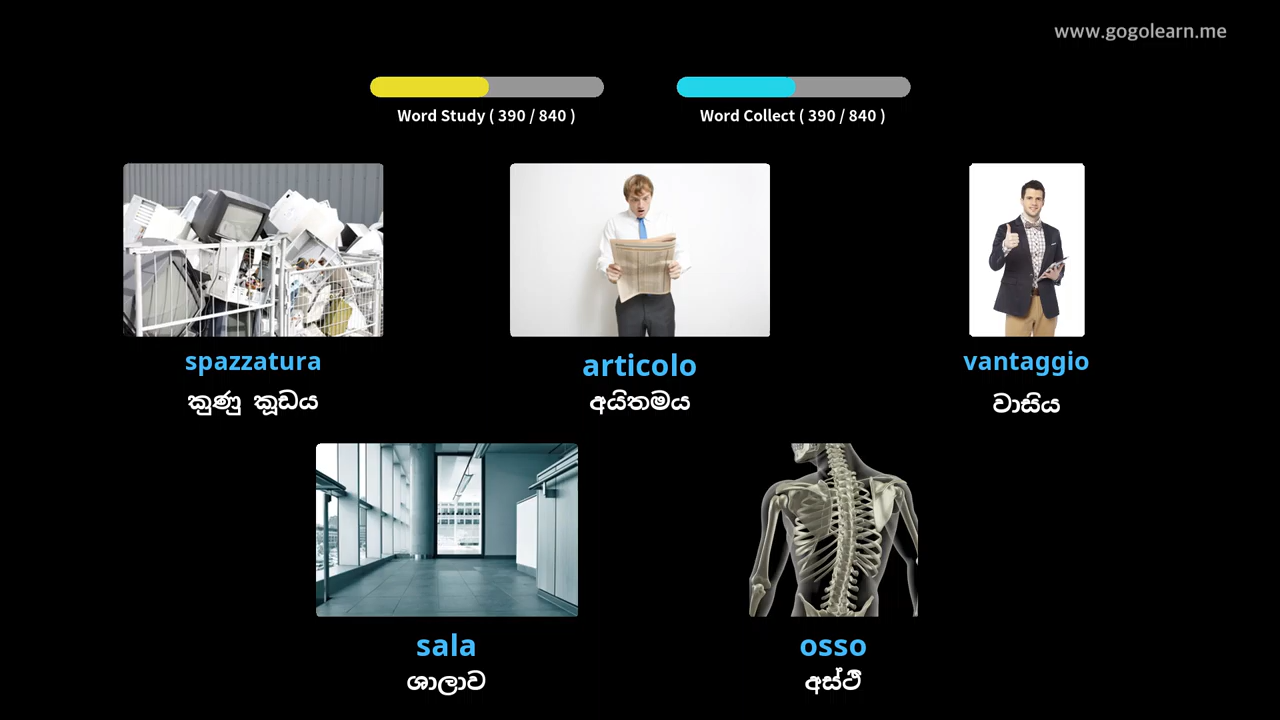 www.gogolearn.me
Word Study ( 390 / 840 )
Word Collect ( 390 / 840 )
spazzatura
articolo
vantaggio
කුණු කූඩය
අයිතමය
වාසිය
sala
osso
ශාලාව
අස්ථි